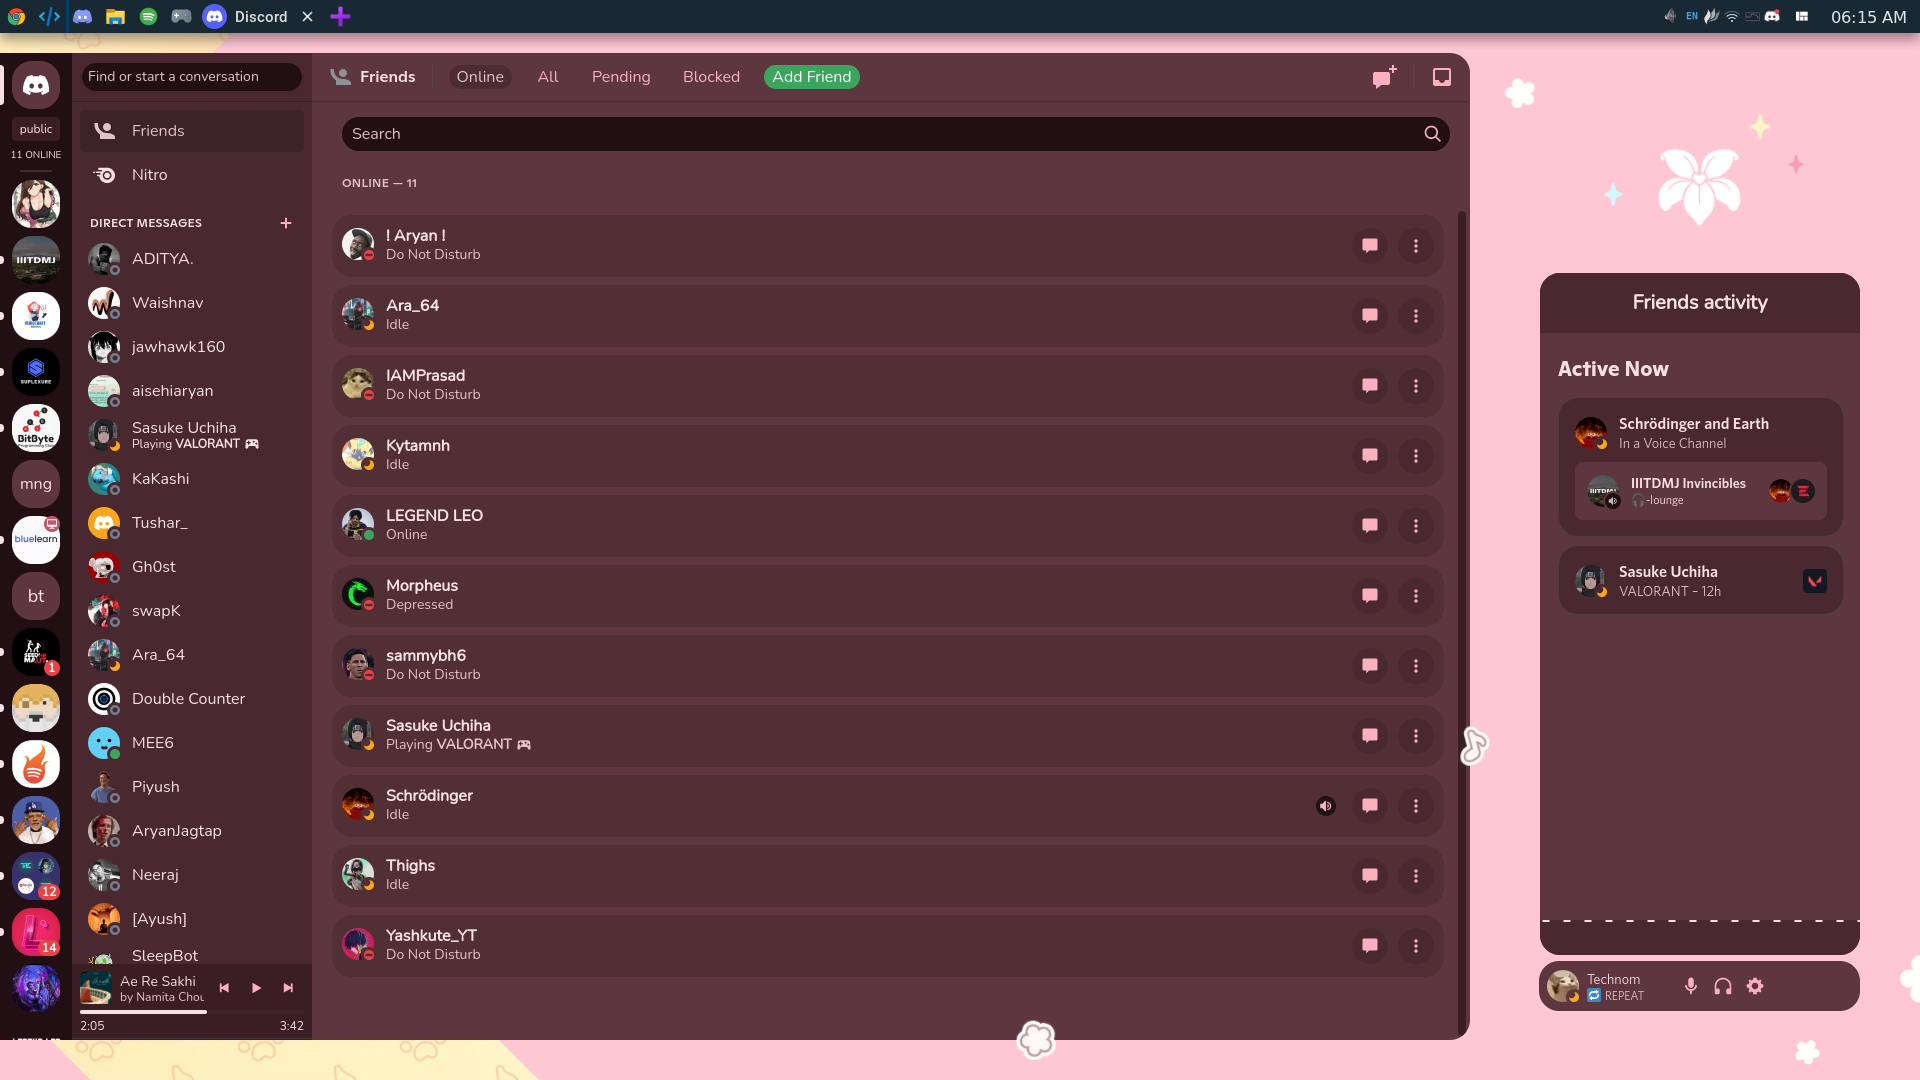 Discord
EN
06:15 AM
Find or start a conversation
Friends
Online
All
Pending
Blocked
Add Friend
public
11 ONLINE
IIITDMJ
SUPLEXURE
BitByte
mng
bluelearn
bt
1
12
14
Friends
Nitro
DIRECT MESSAGES
ADITYA.
Waishnav
jawhawk160
aisehiaryan
Sasuke Uchiha
Playing VALORANT
KaKashi
Tushar_
Gh0st
swapK
Ara_64
Double Counter
MEE6
Piyush
AryanJagtap
Neeraj
[Ayush]
SleepBot
Ae Re Sakhi
by Namita Chou
2:05
3:42
Search
ONLINE — 11
! Aryan !
Do Not Disturb
Ara_64
Idle
IAMPrasad
Do Not Disturb
Kytamnh
Idle
LEGEND LEO
Online
Morpheus
Depressed
sammybh6
Do Not Disturb
Sasuke Uchiha
Playing VALORANT
Schrödinger
Idle
Thighs
Idle
Yashkute_YT
Do Not Disturb
Friends activity
Active Now
Schrödinger and Earth
In a Voice Channel
IIITDMJ Invincibles
🎧-lounge
Sasuke Uchiha
VALORANT - 12h
Technom
🔁 REPEAT